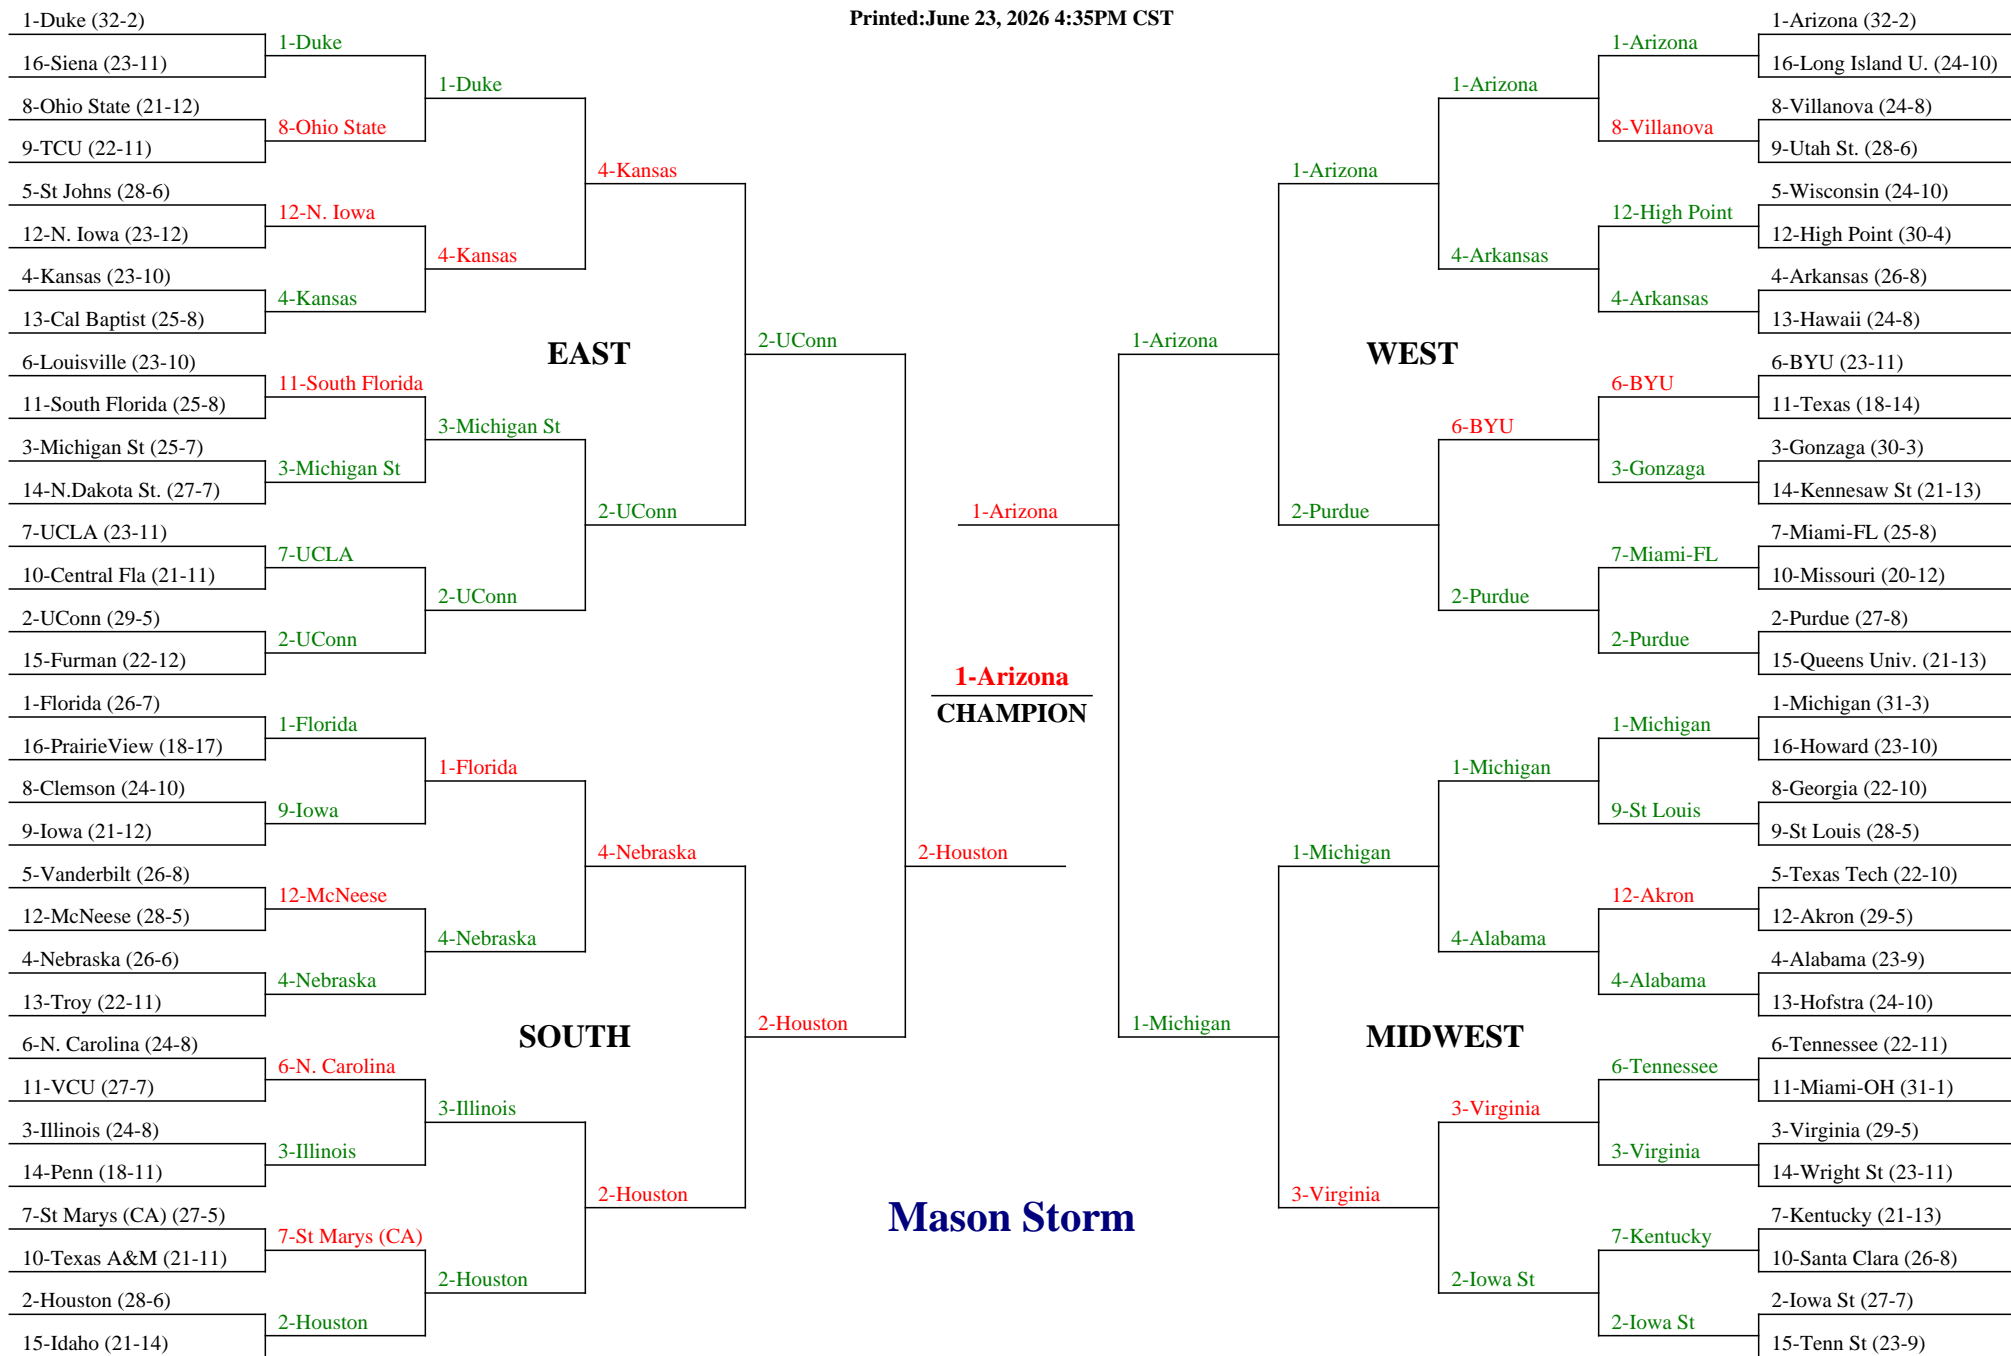 Printed:June 23, 2026 4:35PM CST
1-Duke (32-2)
16-Siena (23-11)
8-Ohio State (21-12)
9-TCU (22-11)
5-St Johns (28-6)
12-N. Iowa (23-12)
4-Kansas (23-10)
13-Cal Baptist (25-8)
6-Louisville (23-10)
11-South Florida (25-8)
3-Michigan St (25-7)
14-N.Dakota St. (27-7)
7-UCLA (23-11)
10-Central Fla (21-11)
2-UConn (29-5)
15-Furman (22-12)
1-Florida (26-7)
16-PrairieView (18-17)
8-Clemson (24-10)
9-Iowa (21-12)
5-Vanderbilt (26-8)
12-McNeese (28-5)
4-Nebraska (26-6)
13-Troy (22-11)
6-N. Carolina (24-8)
11-VCU (27-7)
3-Illinois (24-8)
14-Penn (18-11)
7-St Marys (CA) (27-5)
10-Texas A&M (21-11)
2-Houston (28-6)
15-Idaho (21-14)
1-Duke
8-Ohio State
12-N. Iowa
4-Kansas
11-South Florida
3-Michigan St
7-UCLA
2-UConn
1-Florida
9-Iowa
12-McNeese
4-Nebraska
6-N. Carolina
3-Illinois
7-St Marys (CA)
2-Houston
1-Duke
4-Kansas
3-Michigan St
2-UConn
1-Florida
4-Nebraska
3-Illinois
2-Houston
4-Kansas
2-UConn
4-Nebraska
2-Houston
EAST
SOUTH
2-UConn
2-Houston
2-Houston
1-Arizona
1-Arizona
CHAMPION
Mason Storm
1-Arizona
1-Michigan
WEST
MIDWEST
1-Arizona
2-Purdue
1-Michigan
3-Virginia
1-Arizona
4-Arkansas
6-BYU
2-Purdue
1-Michigan
4-Alabama
3-Virginia
2-Iowa St
1-Arizona
8-Villanova
12-High Point
4-Arkansas
6-BYU
3-Gonzaga
7-Miami-FL
2-Purdue
1-Michigan
9-St Louis
12-Akron
4-Alabama
6-Tennessee
3-Virginia
7-Kentucky
2-Iowa St
1-Arizona (32-2)
16-Long Island U. (24-10)
8-Villanova (24-8)
9-Utah St. (28-6)
5-Wisconsin (24-10)
12-High Point (30-4)
4-Arkansas (26-8)
13-Hawaii (24-8)
6-BYU (23-11)
11-Texas (18-14)
3-Gonzaga (30-3)
14-Kennesaw St (21-13)
7-Miami-FL (25-8)
10-Missouri (20-12)
2-Purdue (27-8)
15-Queens Univ. (21-13)
1-Michigan (31-3)
16-Howard (23-10)
8-Georgia (22-10)
9-St Louis (28-5)
5-Texas Tech (22-10)
12-Akron (29-5)
4-Alabama (23-9)
13-Hofstra (24-10)
6-Tennessee (22-11)
11-Miami-OH (31-1)
3-Virginia (29-5)
14-Wright St (23-11)
7-Kentucky (21-13)
10-Santa Clara (26-8)
2-Iowa St (27-7)
15-Tenn St (23-9)